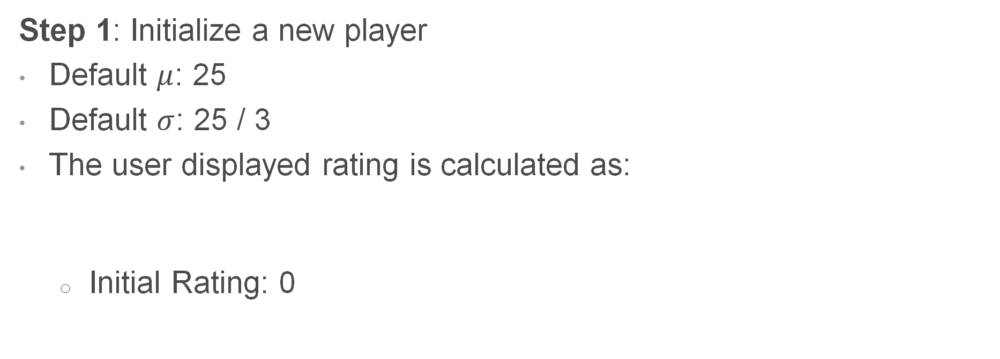 Step 1: Initialize a new player
• Default μ: 25
• Default σ: 25 / 3
• The user displayed rating is calculated as:
○ Initial Rating: 0